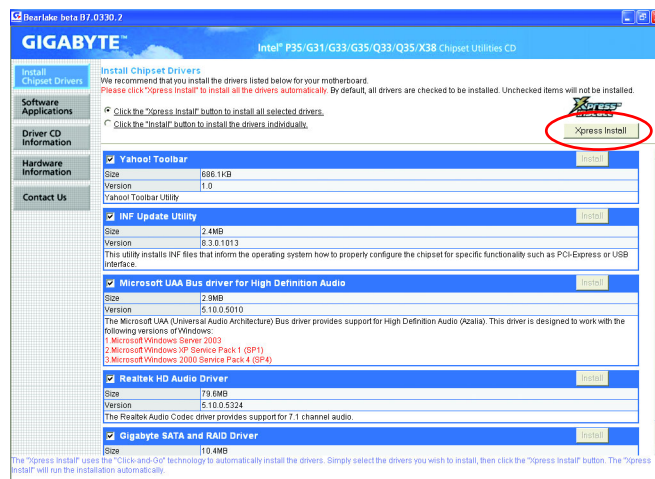 Bearlake beta B7.0330.2
GIGABYTE™
Intel® P35/G31/G33/G35/Q33/Q35/X38 Chipset Utilities CD
Install
Chipset Drivers
Software
Applications
Driver CD
Information
Hardware
Information
Contact Us
Install Chipset Drivers
We recommend that you install the drivers listed below for your motherboard.
Please click "Xpress Install" to install all the drivers automatically. By default, all drivers are checked to be installed. Unchecked items will not be installed.
Click the "Xpress Install" button to install all selected drivers.
Click the "Install" button to install the drivers individually.
Xpress
INSTALL
Xpress Install
Yahoo! Toolbar
Install
Size 686.1KB
Version 1.0
Yahoo! Toolbar Utility
INF Update Utility
Install
Size 2.4MB
Version 8.3.0.1013
This utility installs INF files that inform the operating system how to properly configure the chipset for specific functionality such as PCI-Express or USB
interface.
Microsoft UAA Bus driver for High Definition Audio
Install
Size 2.9MB
Version 5.10.0.5010
The Microsoft UAA (Universal Audio Architecture) Bus driver provides support for High Definition Audio (Azalia). This driver is designed to work with the
following versions of Windows:
1.Microsoft Windows Server 2003
2.Microsoft Windows XP Service Pack 1 (SP1)
3.Microsoft Windows 2000 Service Pack 4 (SP4)
Realtek HD Audio Driver
Install
Size 79.6MB
Version 5.10.0.5324
The Realtek Audio Codec driver provides support for 7.1 channel audio.
Gigabyte SATA and RAID Driver
Install
Size 10.4MB
The "Xpress Install" uses the "Click-and-Go" technology to automatically install the drivers. Simply select the drivers you wish to install, then click the "Xpress Install" button. The "Xpress
Install" will run the installation automatically.